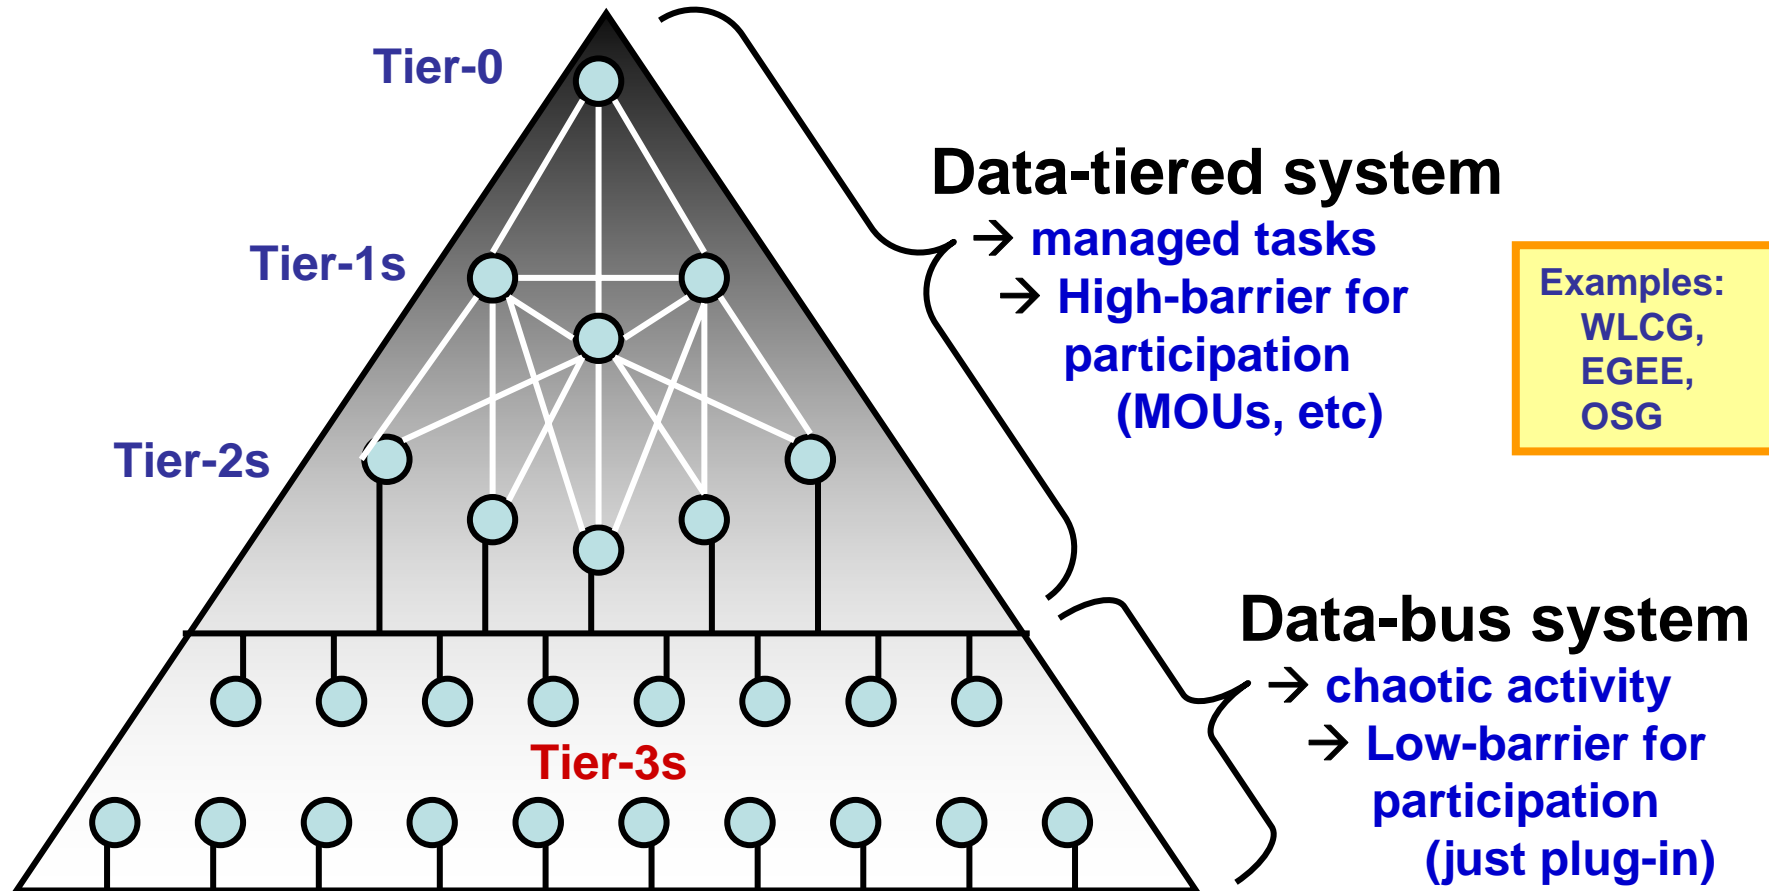 Tier-0
Tier-1s
Tier-2s
Tier-3s
Data-tiered system
→ managed tasks
→ High-barrier for
participation
(MOUs, etc)
Examples:
WLCG,
EGEE,
OSG
Data-bus system
→ chaotic activity
→ Low-barrier for
participation
(just plug-in)